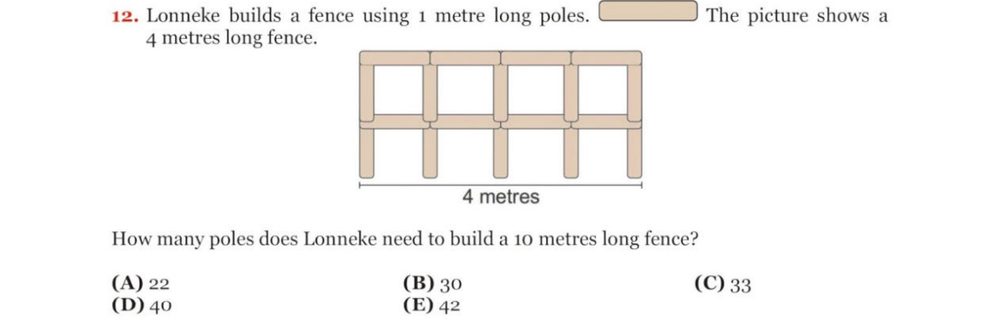 12. Lonneke builds a fence using 1 metre long poles. The picture shows a
4 metres long fence.
4 metres
How many poles does Lonneke need to build a 10 metres long fence?
(A) 22 (B) 30 (C) 33
(D) 40 (E) 42